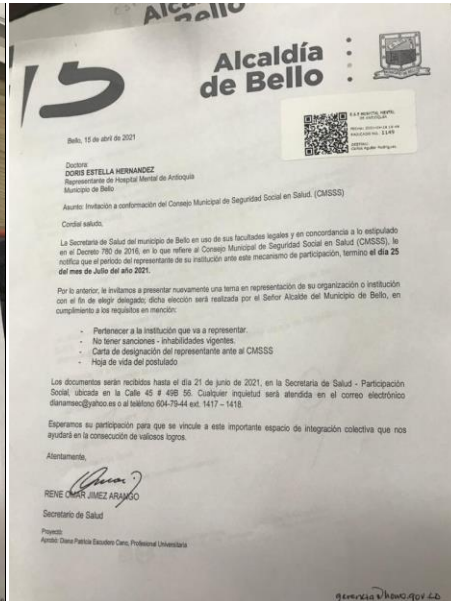 Alcaldía
de Bello
E.S.E HOSPITAL MENTAL
DE ANTIOQUIA
Alcaldía
de Bello
Bello, 15 de abril de 2021
Doctora:
DORIS ESTELLA HERNANDEZ
Representante de Hospital Mental de Antioquia
Municipio de Bello
Asunto: Invitación a conformación del Consejo Municipal de Seguridad Social en Salud. (CMSSS)
Cordial saludo,
La Secretaria de Salud del municipio de Bello en uso de sus facultades legales y en concordancia a lo estipulado
en el Decreto 780 de 2016, en lo que refiere al Consejo Municipal de Seguridad Social en Salud (CMSSS), le
notifica que el periodo del representante de su institución ante este mecanismo de participación, termino el día 25
del mes de Julio del año 2021.
Por lo anterior, le invitamos a presentar nuevamente una terna en representación de su organización o institución
con el fin de elegir delegado; dicha elección será realizada por el Señor Alcalde del Municipio de Bello, en
cumplimiento a los requisitos en mención:
- Pertenecer a la institución que va a representar.
- No tener sanciones - inhabilidades vigentes.
- Carta de designación del representante ante al CMSSS
- Hoja de vida del postulado
Los documentos serán recibidos hasta el día 21 de junio de 2021, en la Secretaria de Salud - Participación
Social, ubicada en la Calle 45 # 49B 56. Cualquier inquietud será atendida en el correo electrónico
dianamsec@yahoo.es o al teléfono 604-79-44 ext. 1417 – 1418.
Esperamos su participación para que se vincule a este importante espacio de integración colectiva que nos
ayudará en la consecución de valiosos logros.
Atentamente,
RENE OMAR JIMEZ ARANGO
Secretario de Salud
Proyectó:
Aprobó: Diana Patricia Escudero Cano, Profesional Universitaria.